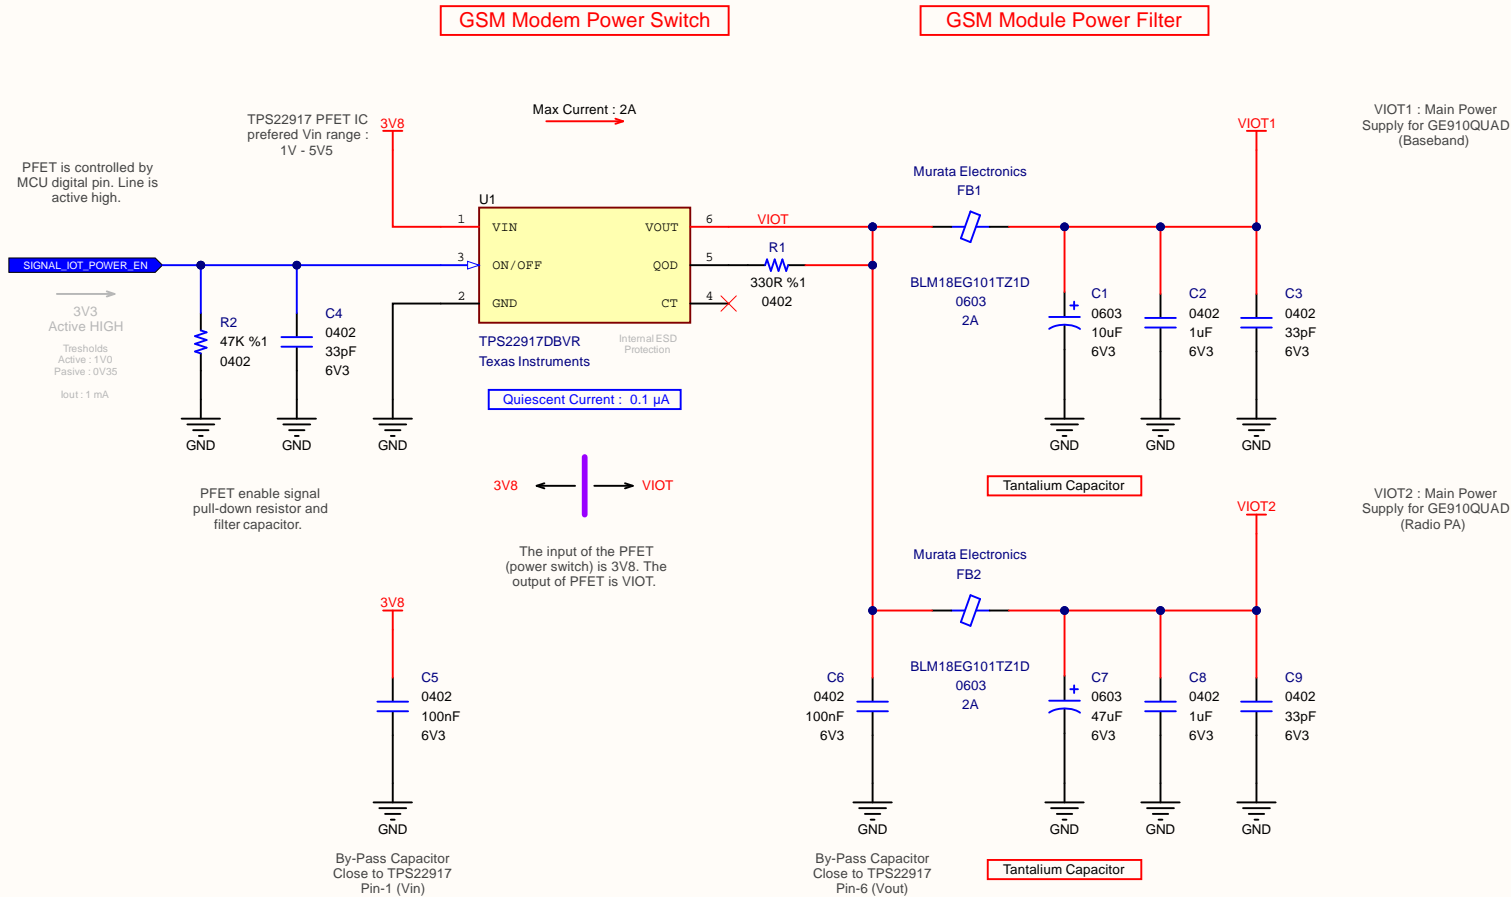 GSM Modem Power Switch
GSM Module Power Filter
TPS22917 PFET IC
prefered Vin range :
1V - 5V5
3V8
Max Current : 2A
VIOT1
VIOT1 : Main Power
Supply for GE910QUAD
(Baseband)
PFET is controlled by
MCU digital pin. Line is
active high.
Murata Electronics
FB1
U1
1
VIN
VOUT
6
VIOT
SIGNAL_IOT_POWER_EN
3
ON/OFF
QOD
5
R1
330R %1
0402
2
GND
CT
4
BLM18EG101TZ1D
0603
2A
3V3
Active HIGH
Tresholds
Active : 1V0
Pasive : 0V35
Iout : 1 mA
R2
47K %1
0402
C4
0402
33pF
6V3
TPS22917DBVR
Texas Instruments
Internal ESD
Protection
C1
0603
10uF
6V3
C2
0402
1uF
6V3
C3
0402
33pF
6V3
Quiescent Current : 0.1 µA
GND
GND
GND
GND
GND
GND
PFET enable signal
pull-down resistor and
filter capacitor.
3V8
VIOT
Tantalium Capacitor
VIOT2
VIOT2 : Main Power
Supply for GE910QUAD
(Radio PA)
The input of the PFET
(power switch) is 3V8. The
output of PFET is VIOT.
Murata Electronics
FB2
3V8
C5
0402
100nF
6V3
C6
0402
100nF
6V3
BLM18EG101TZ1D
0603
2A
C7
0603
47uF
6V3
C8
0402
1uF
6V3
C9
0402
33pF
6V3
GND
GND
GND
GND
GND
By-Pass Capacitor
Close to TPS22917
Pin-1 (Vin)
By-Pass Capacitor
Close to TPS22917
Pin-6 (Vout)
Tantalium Capacitor